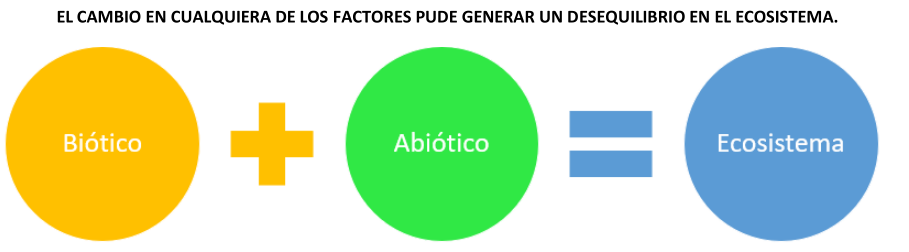 EL CAMBIO EN CUALQUIERA DE LOS FACTORES PUDE GENERAR UN DESEQUILIBRIO EN EL ECOSISTEMA.
Biótico
Abiótico
Ecosistema